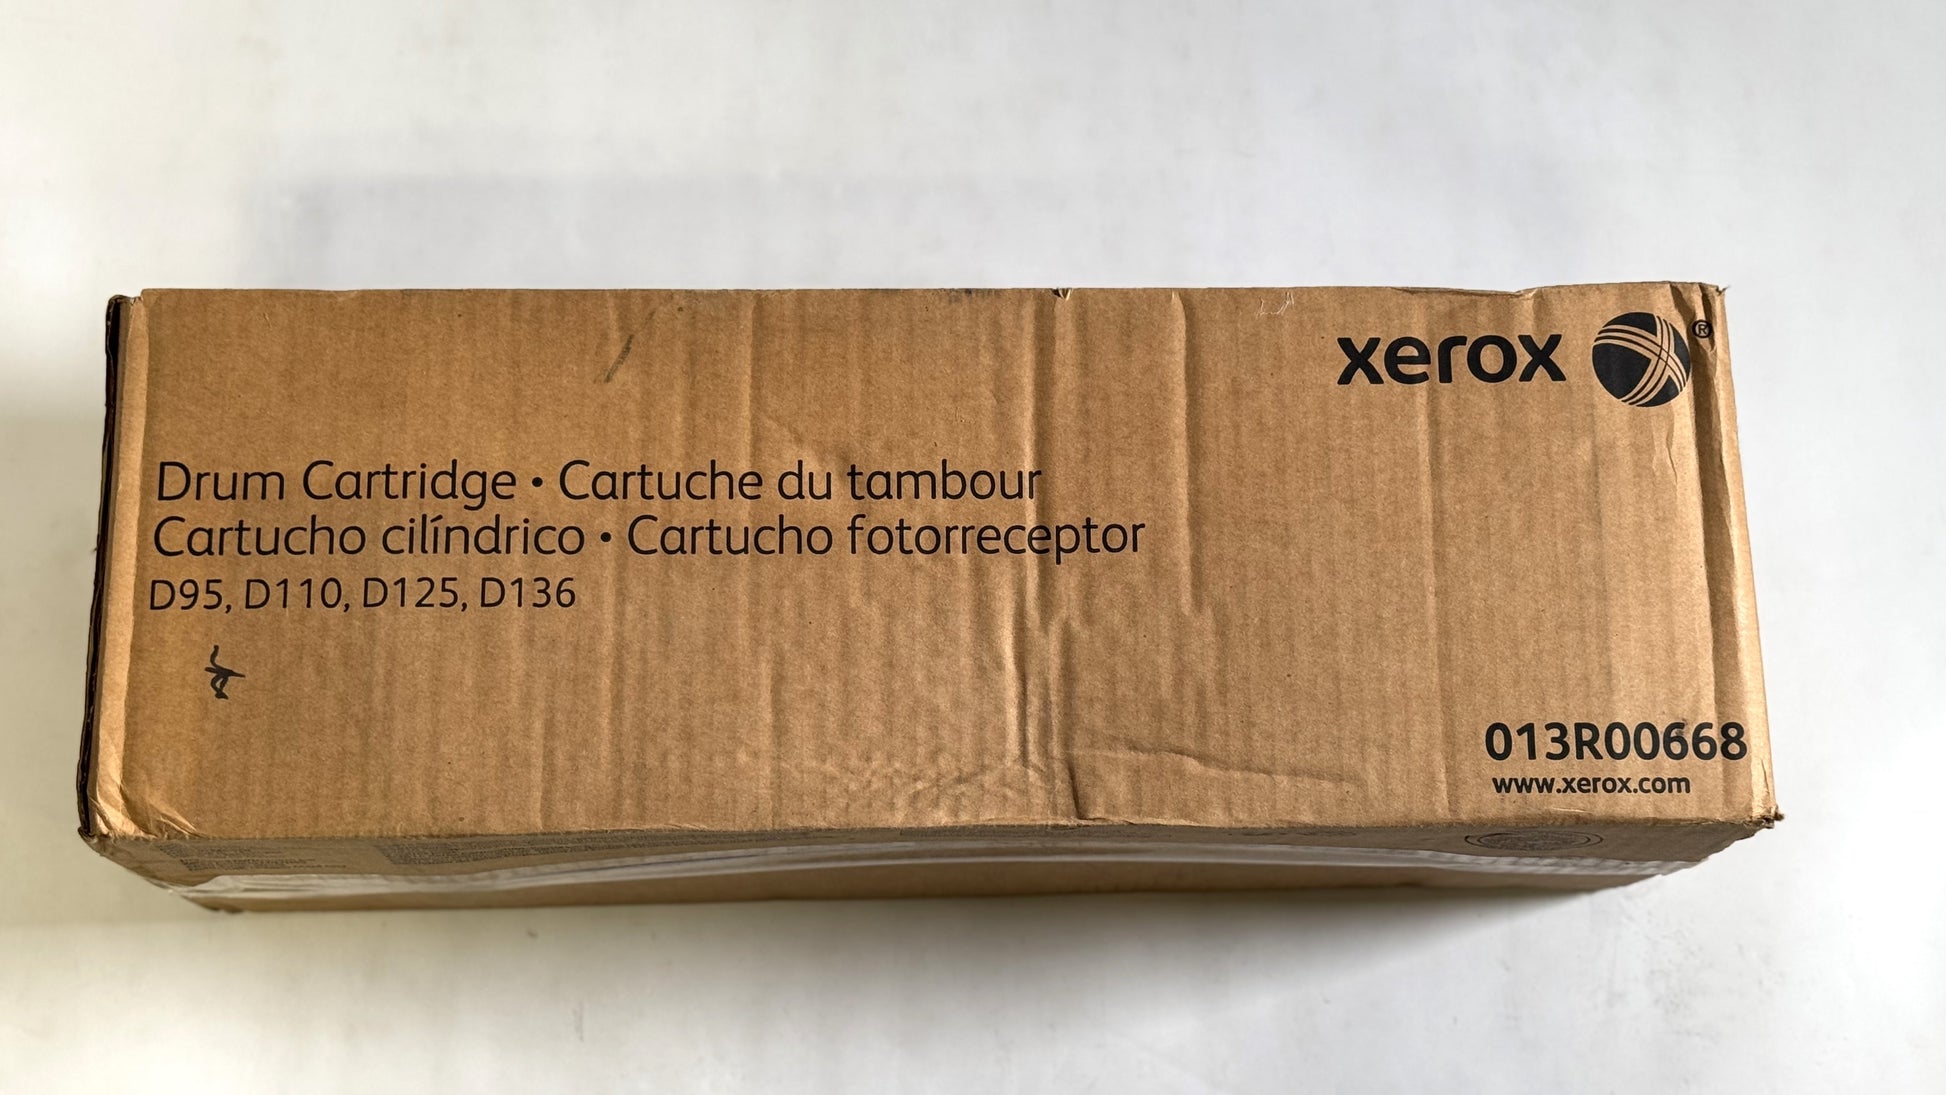 xerox ®
Drum Cartridge • Cartuche du tambour
Cartucho cilíndrico • Cartucho fotorreceptor
D95, D110, D125, D136
013R00668
www.xerox.com